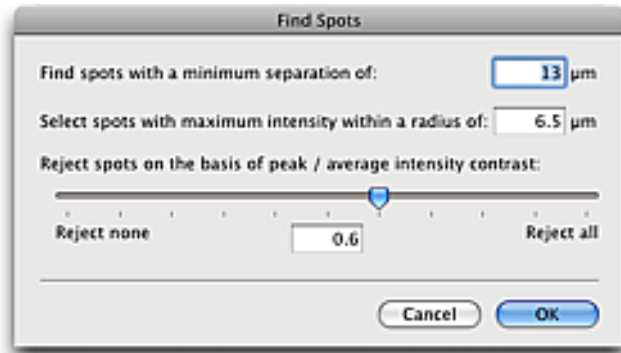 Find Spots
Find spots with a minimum separation of: 13 µm
Select spots with maximum intensity within a radius of: 6.5 µm
Reject spots on the basis of peak / average intensity contrast:
Reject none 0.6 Reject all
Cancel OK